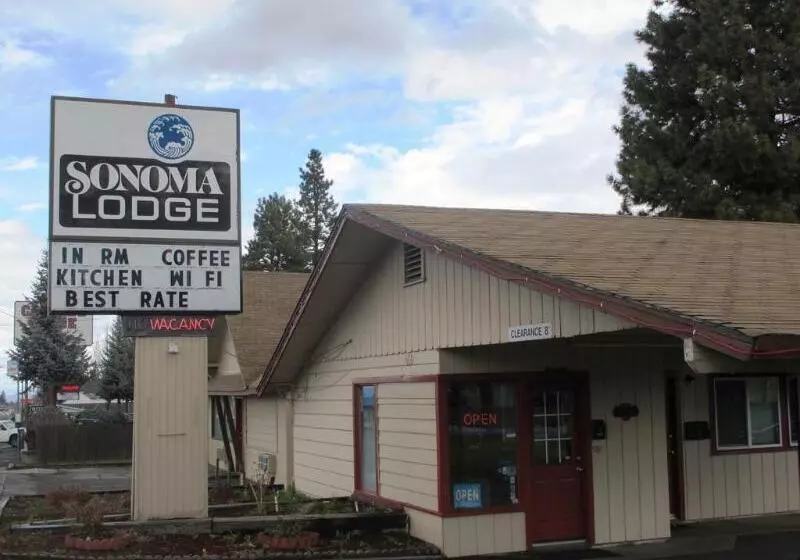 SONOMA
LODGE
IN RM COFFEE
KITCHEN WI FI
BEST RATE
VACANCY
CLEARANCE 8'
OPEN
OPEN